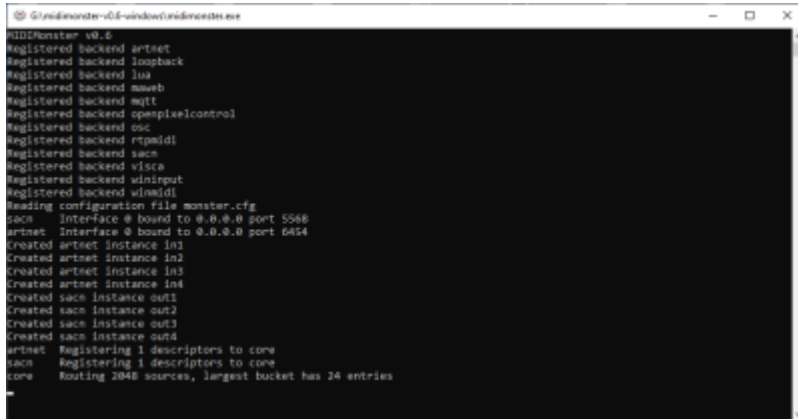 G:\midimonster-v0.6-windows\midimonster.exe
MIDIMonster v0.6
Registered backend artnet
Registered backend loopback
Registered backend lua
Registered backend maweb
Registered backend mqtt
Registered backend openpixelcontrol
Registered backend osc
Registered backend rtpmidi
Registered backend sacn
Registered backend visca
Registered backend wininput
Registered backend winmidi
Reading configuration file monster.cfg
sacn Interface 0 bound to 0.0.0.0 port 5568
artnet Interface 0 bound to 0.0.0.0 port 6454
Created artnet instance in1
Created artnet instance in2
Created artnet instance in3
Created artnet instance in4
Created sacn instance out1
Created sacn instance out2
Created sacn instance out3
Created sacn instance out4
artnet Registering 1 descriptors to core
sacn Registering 1 descriptors to core
core Routing 2048 sources, largest bucket has 24 entries